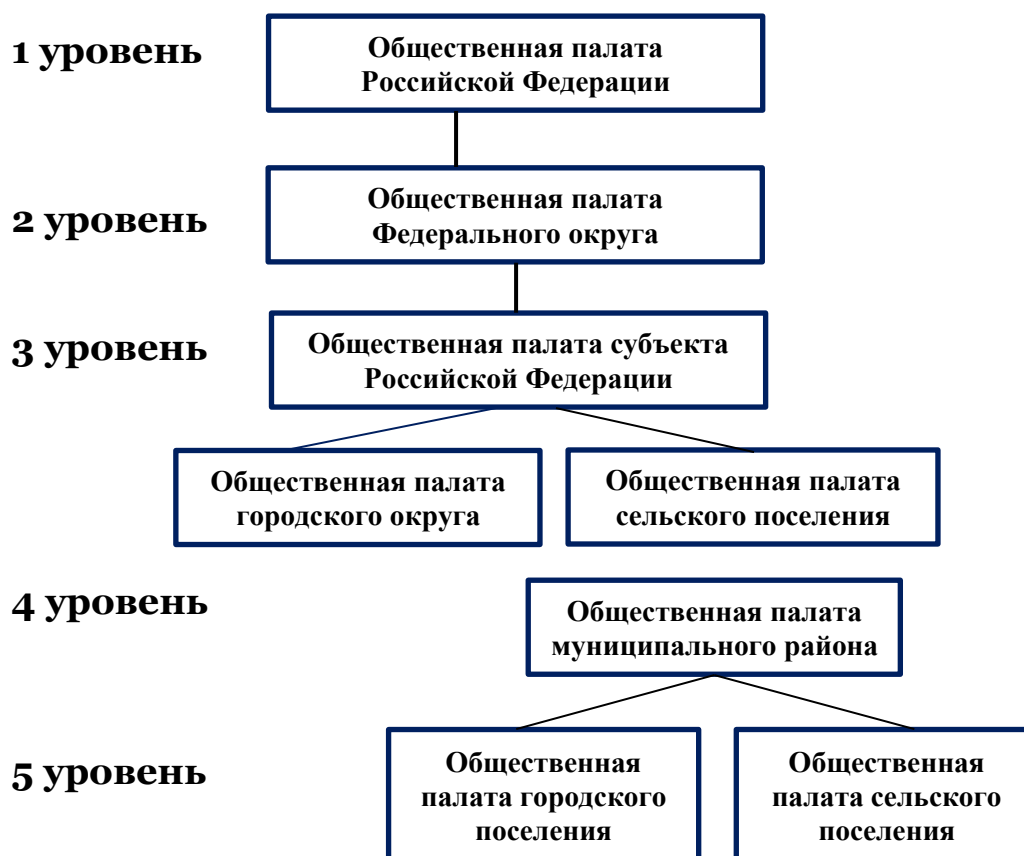 1 уровень
Общественная палата
Российской Федерации
2 уровень
Общественная палата
Федерального округа
3 уровень
Общественная палата субъекта
Российской Федерации
Общественная палата
городского округа
Общественная палата
сельского поселения
4 уровень
Общественная палата
муниципального района
5 уровень
Общественная
палата городского
поселения
Общественная
палата сельского
поселения